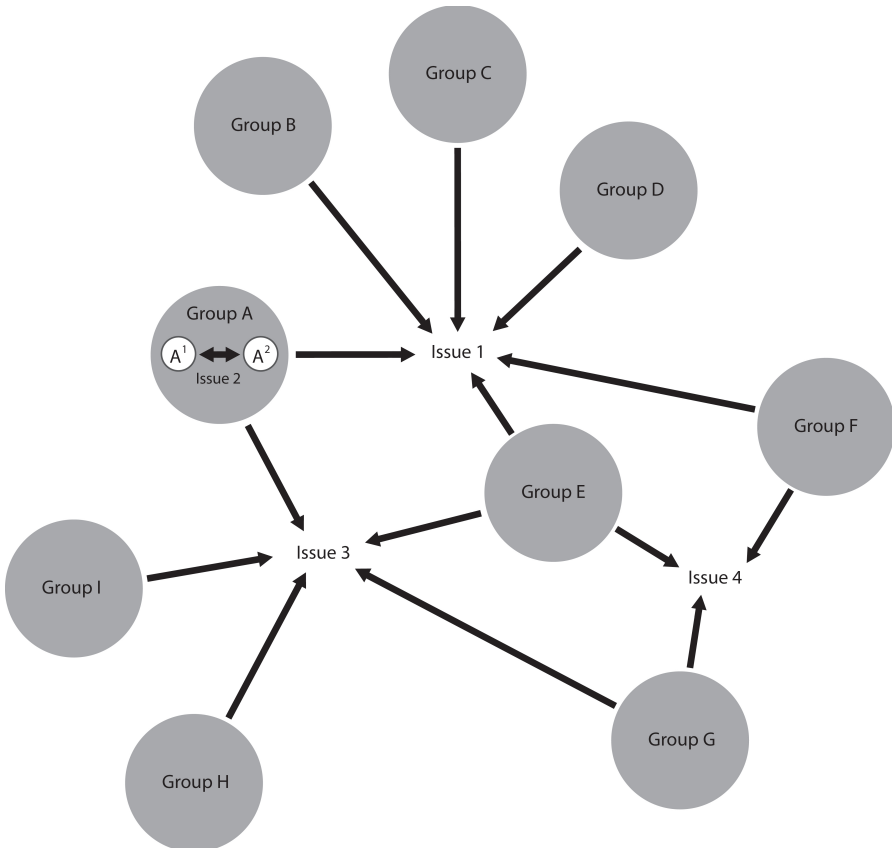 Group C
Group B
Group D
Group A
A¹ A²
Issue 2
Issue 1
Group F
Group E
Issue 3
Issue 4
Group I
Group G
Group H